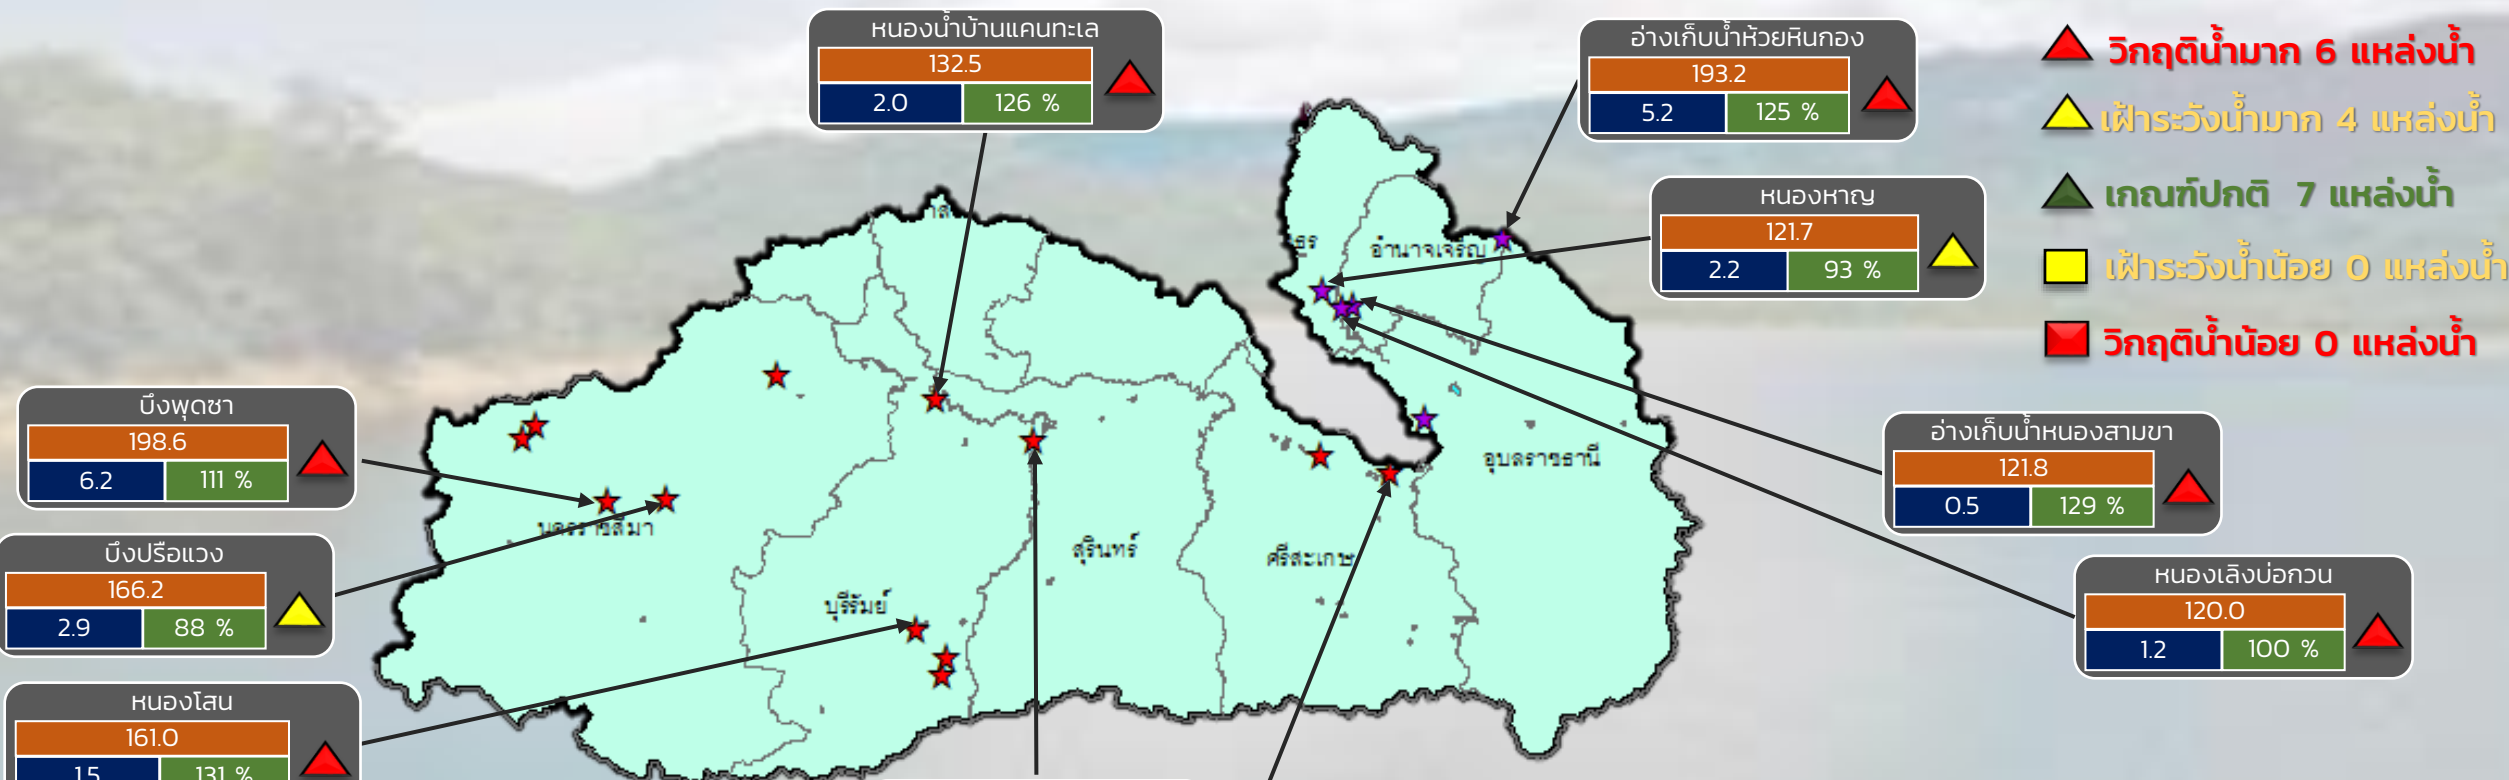 หนองน้ำบ้านแคนทะเล
132.5
2.0 126 %
อ่างเก็บน้ำห้วยหินกอง
193.2
5.2 125 %
วิกฤติน้ำมาก 6 แหล่งน้ำ
เฝ้าระวังน้ำมาก 4 แหล่งน้ำ
เกณฑ์ปกติ 7 แหล่งน้ำ
เฝ้าระวังน้ำน้อย 0 แหล่งน้ำ
วิกฤติน้ำน้อย 0 แหล่งน้ำ
หนองหาญ
121.7
2.2 93 %
อำนาจเจริญ
บึงพุดซา
198.6
6.2 111 %
อ่างเก็บน้ำหนองสามขา
121.8
0.5 129 %
อุบลราชธานี
นครราชสีมา
สุรินทร์
ศรีสะเกษ
บุรีรัมย์
บึงปรือแวง
166.2
2.9 88 %
หนองเลิงบ่อกวน
120.0
1.2 100 %
หนองโสน
161.0
1.5 131 %